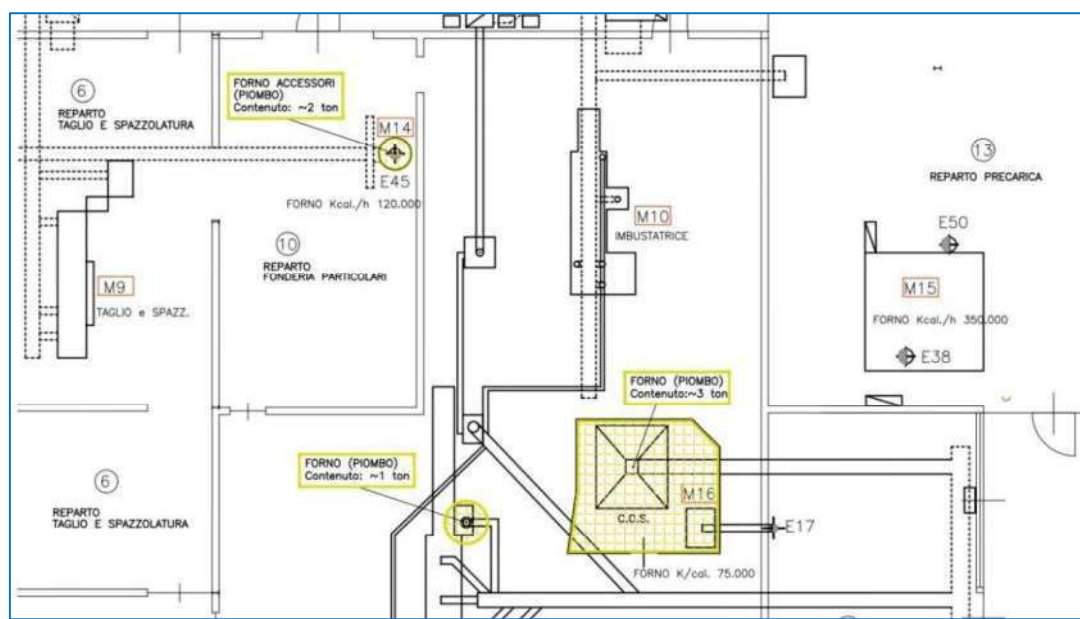 FORNO ACCESSORI
(PIOMBO)
Contenuto: ~2 ton
6
REPARTO
TAGLIO E SPAZZOLATURA
M14
E45
FORNO Kcal./h 120.000
13
REPARTO PRECARICA
M10
IMBUSTATRICE
E50
10
REPARTO
FONDERIA PARTICOLARI
M9
TAGLIO e SPAZZ.
M15
FORNO Kcal./h 350.000
E38
FORNO (PIOMBO)
Contenuto:~3 ton
FORNO (PIOMBO)
Contenuto: ~1 ton
6
REPARTO
TAGLIO E SPAZZOLATURA
M16
C.O.S.
E17
FORNO K/cal. 75.000